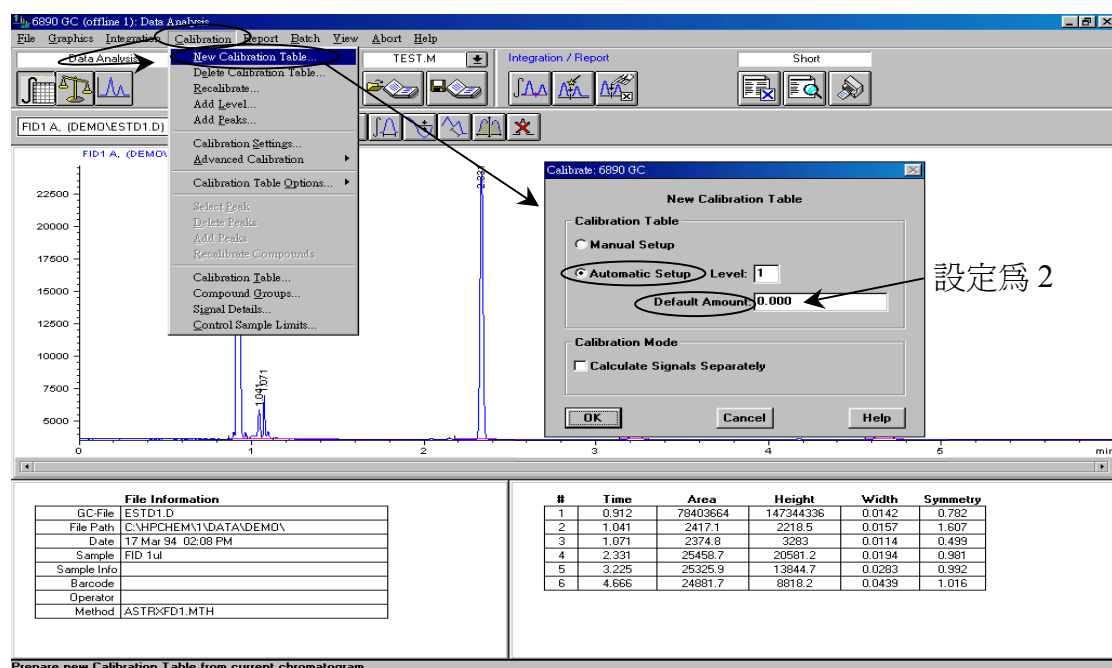 6890 GC (offline 1): Data Analysis
File Graphics Integration Calibration Report Batch View Abort Help
Data Analysis
TEST.M
Integration / Report
Short
New Calibration Table...
Delete Calibration Table...
Recalibrate...
Add Level...
Add Peaks...
Calibration Settings...
Advanced Calibration
Calibration Table Options...
Select Peak
Delete Peaks
Add Peaks
Recalibrate Compounds
Calibration Table...
Compound Groups...
Signal Details...
Control Sample Limits...
FID1 A, (DEMO\ESTD1.D)
FID1 A, (DEMO\
22500
20000
17500
15000
12500
10000
7500
5000
1.041
1.071
2.331
0 1 2 3 4 5 min
Calibrate: 6890 GC
New Calibration Table
Calibration Table
Manual Setup
Automatic Setup Level: 1
Default Amount: 0.000
設定為 2
Calibration Mode
Calculate Signals Separately
OK Cancel Help
File Information
GC-File ESTD1.D
File Path C:\HPCHEM\1\DATA\DEMO\
Date 17 Mar 94 02:08 PM
Sample FID 1ul
Sample Info
Barcode
Operator
Method ASTRXFD1.MTH
# Time Area Height Width Symmetry
1 0.912 78403664 147344336 0.0142 0.782
2 1.041 2417.1 2218.5 0.0157 1.607
3 1.071 2374.8 3283 0.0114 0.499
4 2.331 25458.7 20581.2 0.0194 0.981
5 3.225 25325.9 13844.7 0.0283 0.992
6 4.666 24881.7 8818.2 0.0439 1.016
Prepare new Calibration Table from current chromatogram